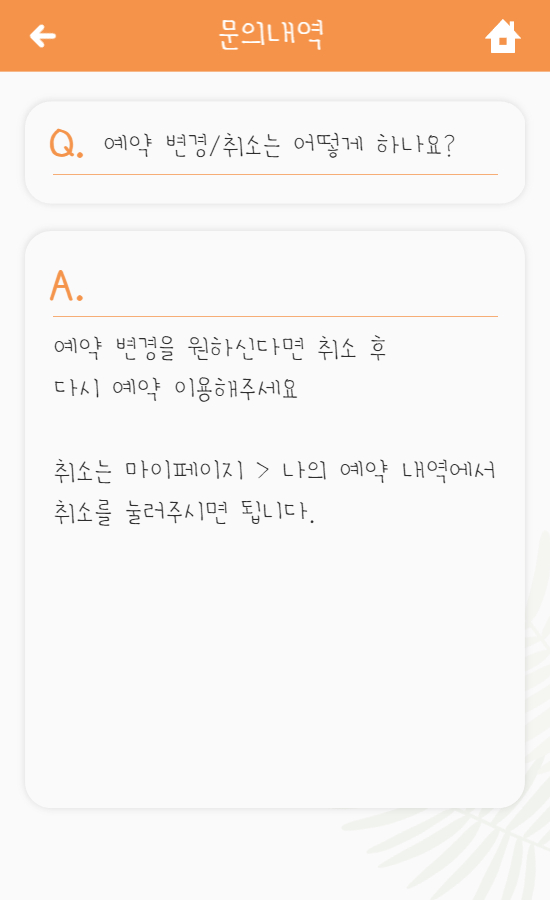 문의내역
Q. 예약 변경/취소는 어떻게 하나요?
A.
예약 변경을 원하신다면 취소 후
다시 예약 이용해주세요
취소는 마이페이지 > 나의 예약 내역에서
취소를 눌러주시면 됩니다.